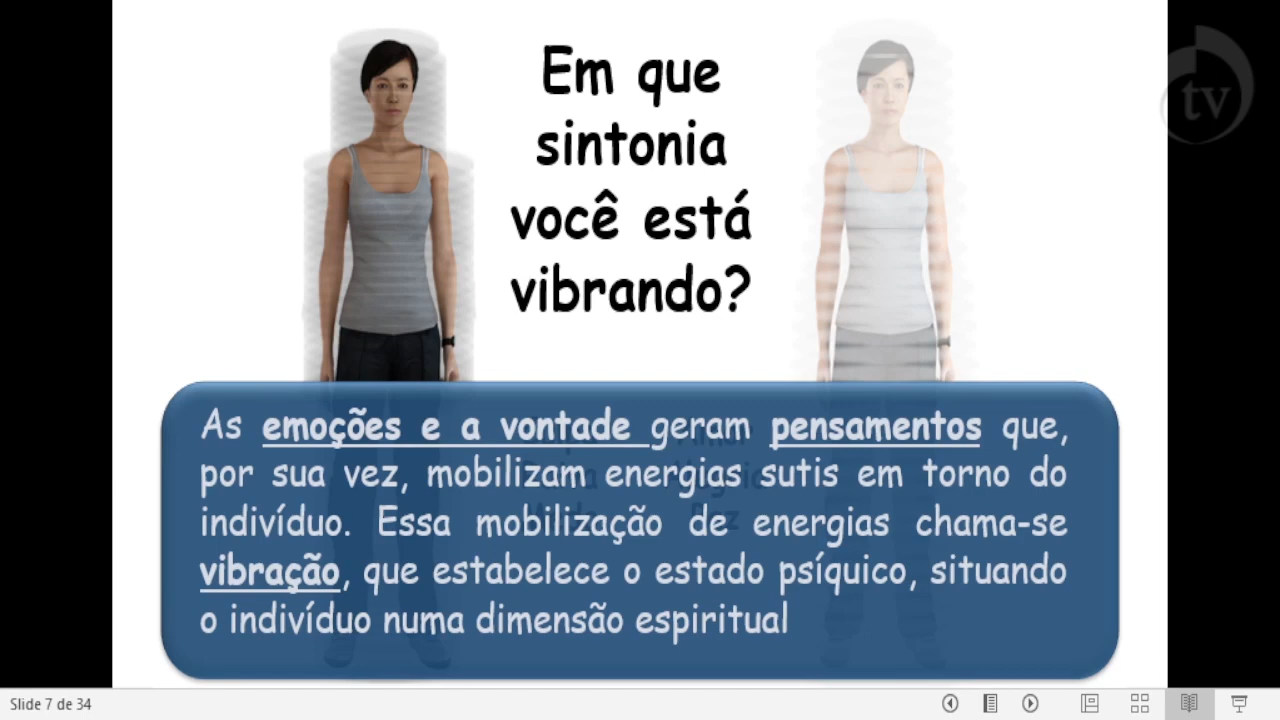 Em que
sintonia
você está
vibrando?
tv
As emoções e a vontade geram pensamentos que,
por sua vez, mobilizam energias sutis em torno do
indivíduo. Essa mobilização de energias chama-se
vibração, que estabelece o estado psíquico, situando
o indivíduo numa dimensão espiritual
Slide 7 de 34